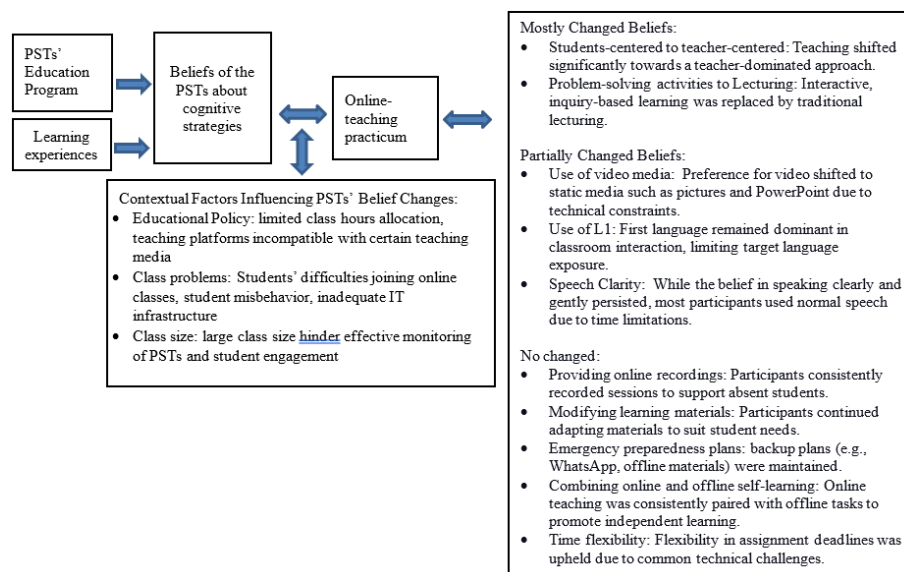 PSTs'
Education
Program
Learning
experiences
Beliefs of the
PSTs about
cognitive
strategies
Online-
teaching
practicum
Contextual Factors Influencing PSTs' Belief Changes:
• Educational Policy: limited class hours allocation,
teaching platforms incompatible with certain teaching
media
• Class problems: Students' difficulties joining online
classes, student misbehavior, inadequate IT
infrastructure
• Class size: large class size hinder effective monitoring
of PSTs and student engagement
Mostly Changed Beliefs:
• Students-centered to teacher-centered: Teaching shifted
significantly towards a teacher-dominated approach.
• Problem-solving activities to Lecturing: Interactive,
inquiry-based learning was replaced by traditional
lecturing.
Partially Changed Beliefs:
• Use of video media: Preference for video shifted to
static media such as pictures and PowerPoint due to
technical constraints.
• Use of L1: First language remained dominant in
classroom interaction, limiting target language
exposure.
• Speech Clarity: While the belief in speaking clearly and
gently persisted, most participants used normal speech
due to time limitations.
No changed:
• Providing online recordings: Participants consistently
recorded sessions to support absent students.
• Modifying learning materials: Participants continued
adapting materials to suit student needs.
• Emergency preparedness plans: backup plans (e.g.,
WhatsApp, offline materials) were maintained.
• Combining online and offline self-learning: Online
teaching was consistently paired with offline tasks to
promote independent learning.
• Time flexibility: Flexibility in assignment deadlines was
upheld due to common technical challenges.